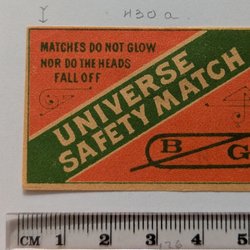 H30a
MATCHES DO NOT GLOW
NOR DO THE HEADS
FALL OFF
UNIVERSE
SAFETY MATCH
B G
CM 1 2 3 4 5